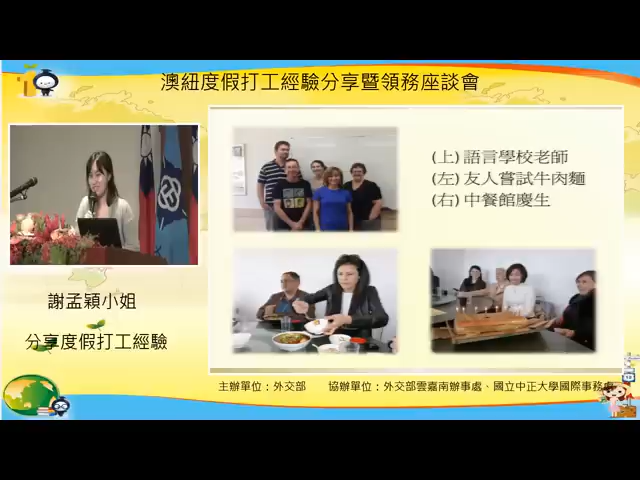 澳紐度假打工經驗分享暨領務座談會
(上) 語言學校老師
(左) 友人嘗試牛肉麵
(右) 中餐館慶生
謝孟穎小姐
分享度假打工經驗
主辦單位：外交部 協辦單位：外交部雲嘉南辦事處、國立中正大學國際事務處